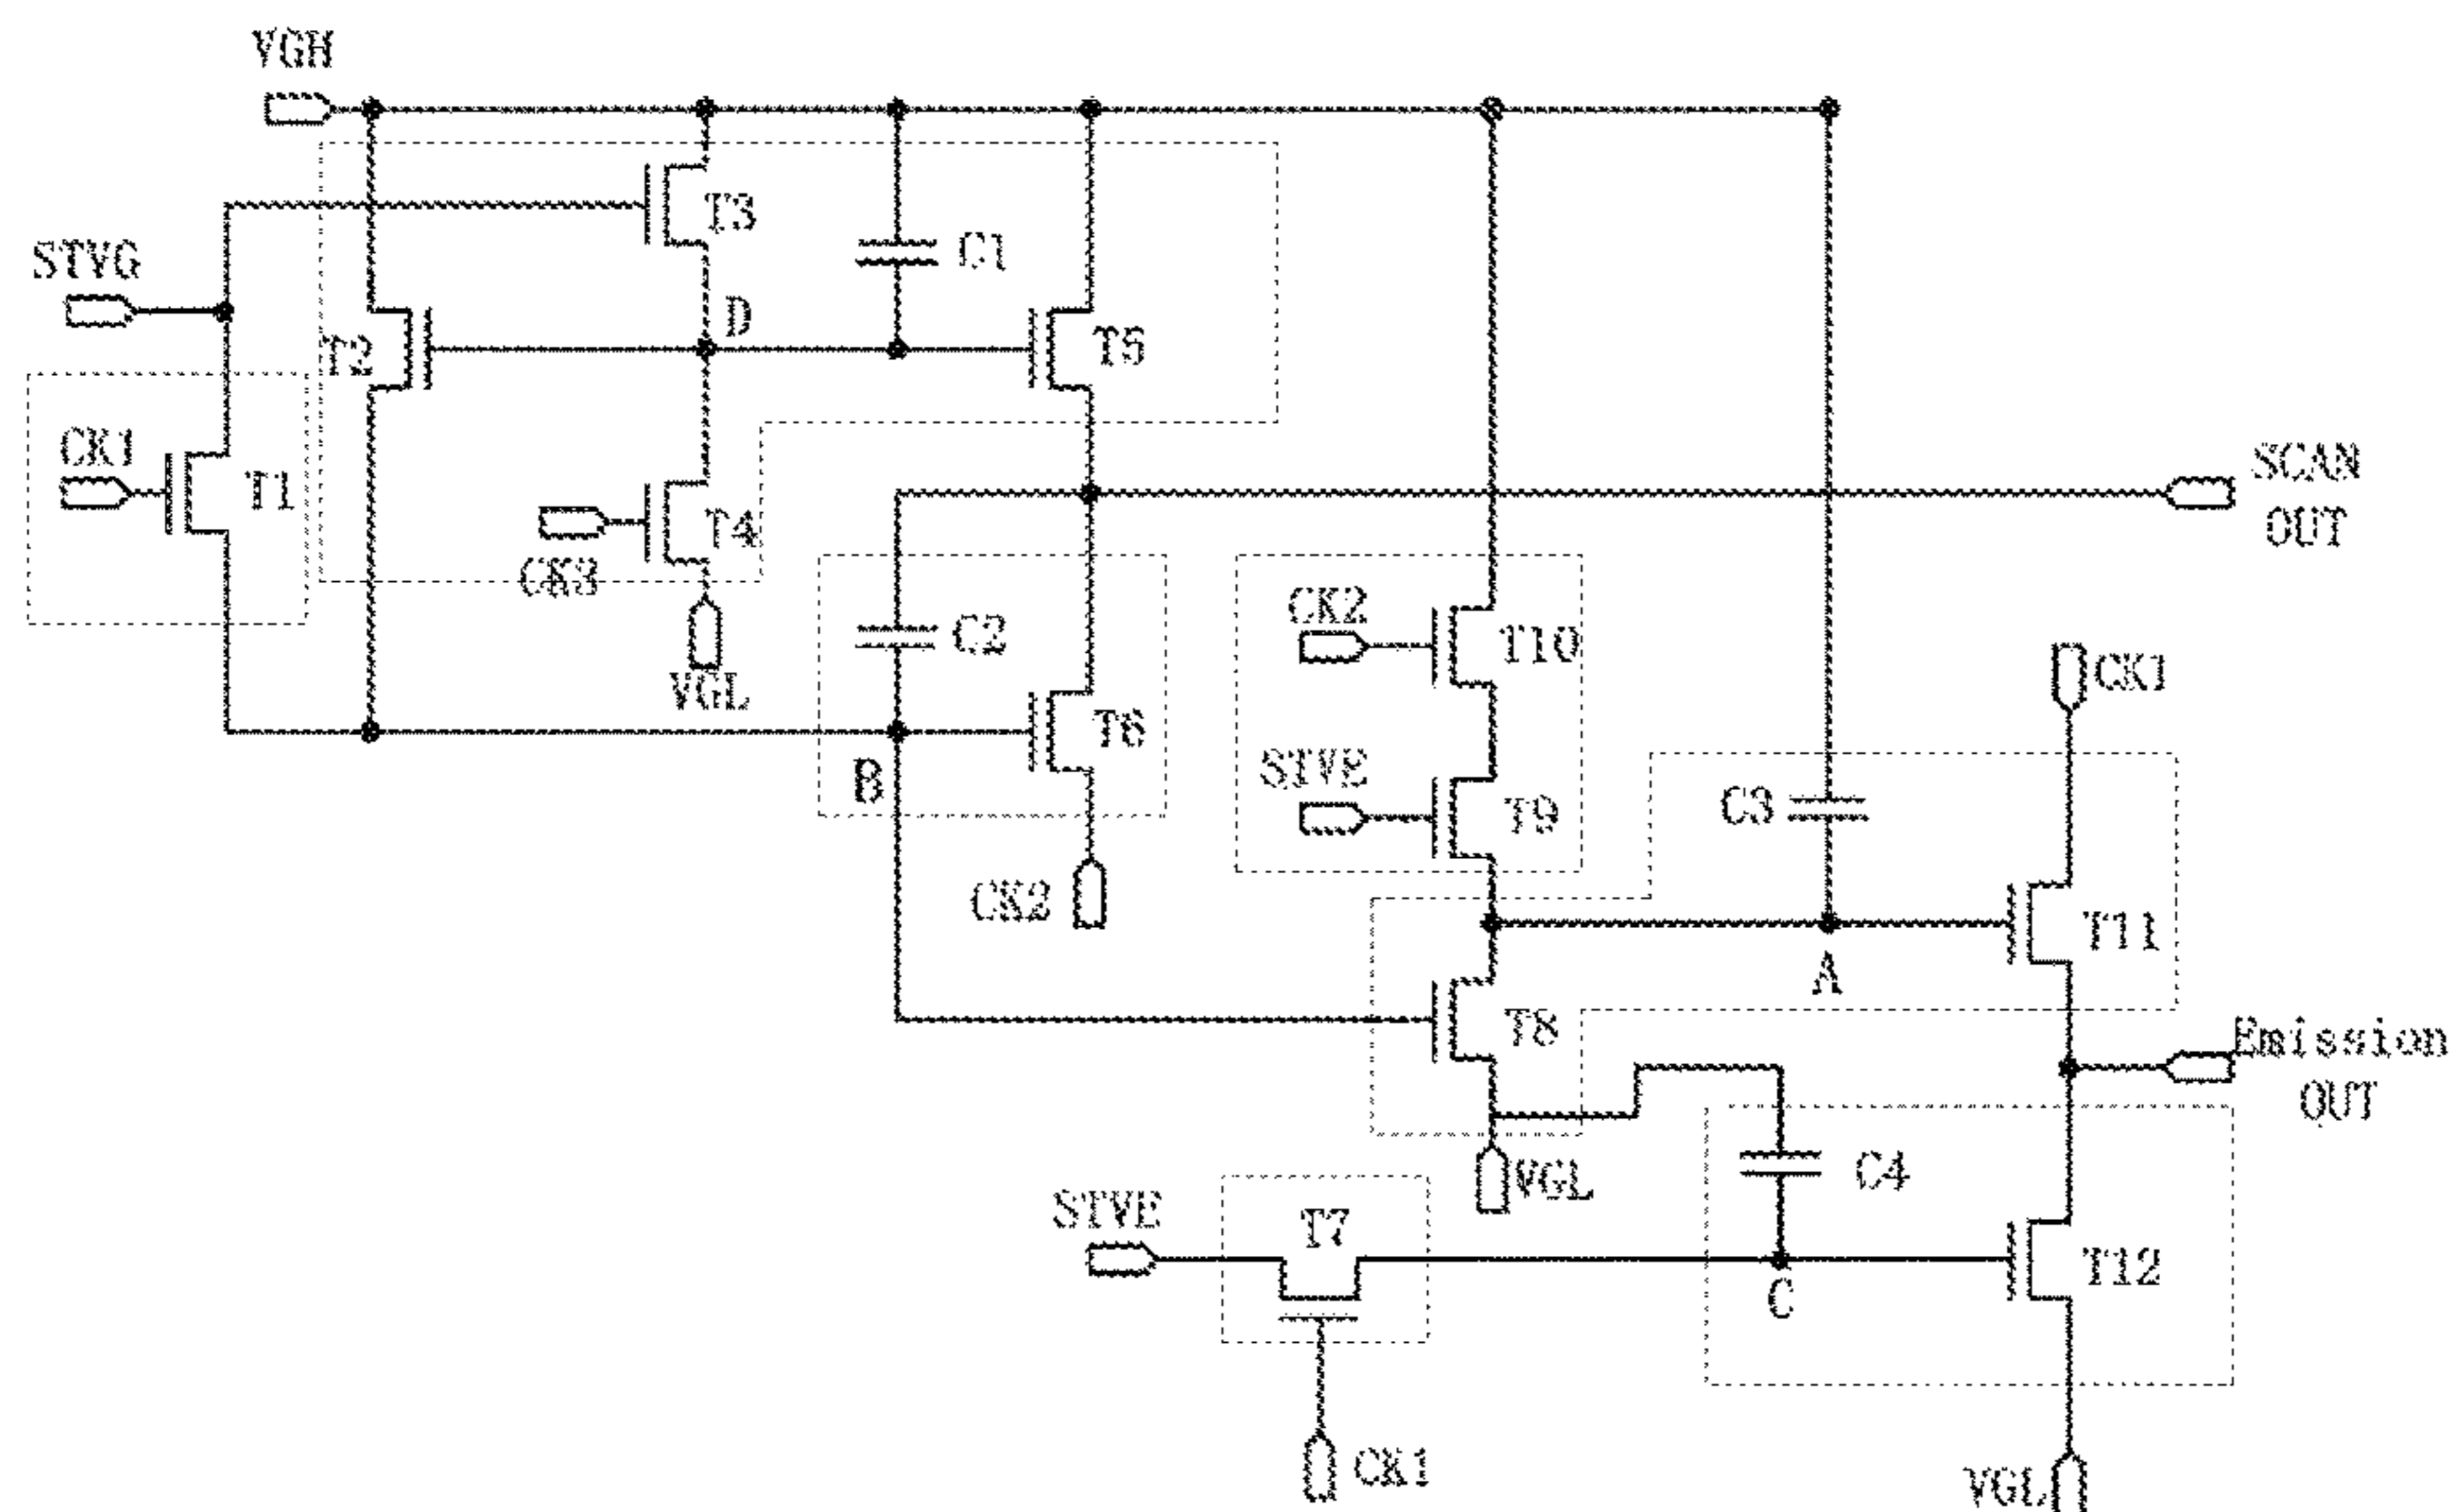 VGH
T3
STVG
C1
D
T2
T5
CK1
T1
SCAN
OUT
T4
CK3
CK2
C2
T10
VGL
CK1
T6
STVE
B
C3
T9
CK2
T11
A
T8
Emission
OUT
VGL
C4
STVE
T7
T12
C
CK1
VGL